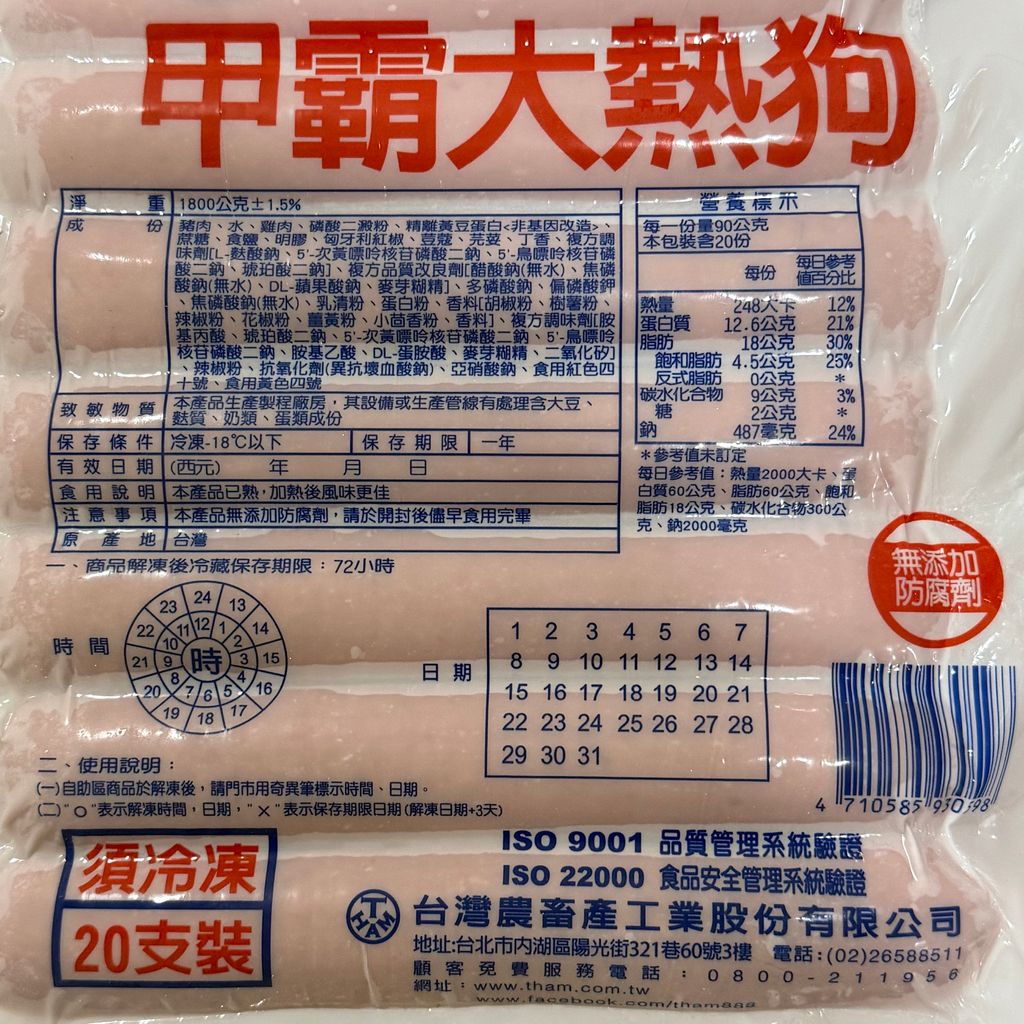 甲霸大熱狗
淨重 1800公克±1.5%
成份 豬肉、水、雞肉、磷酸二澱粉、精離黃豆蛋白<非基因改造>、
蔗糖、食鹽、明膠、匈牙利紅椒、荳蔻、芫荽、丁香、複方調
味劑[L-麩酸鈉、5'-次黃嘌呤核苷磷酸二鈉、5'-鳥嘌呤核苷磷
酸二鈉、琥珀酸二鈉]、複方品質改良劑[醋酸鈉(無水)、焦磷
酸鈉(無水)、DL-蘋果酸鈉、麥芽糊精]、多磷酸鈉、偏磷酸鉀
、焦磷酸鈉(無水)、乳清粉、蛋白粉、香料[胡椒粉、樹薯粉、
辣椒粉、花椒粉、薑黃粉、小茴香粉、香料]、複方調味劑[胺
基丙酸、琥珀酸二鈉、5'-次黃嘌呤核苷磷酸二鈉、5'-鳥嘌呤
核苷磷酸二鈉、胺基乙酸、DL-蛋胺酸、麥芽糊精、二氧化矽]
、辣椒粉、抗氧化劑(異抗壞血酸鈉)、亞硝酸鈉、食用紅色四
十號、食用黃色四號
致敏物質 本產品生產製程廠房，其設備或生產管線有處理含大豆、
麩質、奶類、蛋類成份
保存條件 冷凍-18℃以下 保存期限 一年
有效日期 (西元) 年 月 日
食用說明 本產品已熟，加熱後風味更佳
注意事項 本產品無添加防腐劑，請於開封後儘早食用完畢
原產地 台灣
營養標示
每一份量90公克
本包裝含20份
每份 每日參考值百分比
熱量 248大卡 12%
蛋白質 12.6公克 21%
脂肪 18公克 30%
飽和脂肪 4.5公克 25%
反式脂肪 0公克 *
碳水化合物 9公克 3%
糖 2公克 *
鈉 487毫克 24%
*參考值未訂定
每日參考值：熱量2000大卡、蛋
白質60公克、脂肪60公克、飽和
脂肪18公克、碳水化合物300公
克、鈉2000毫克
無添加
防腐劑
一、商品解凍後冷藏保存期限：72小時
時間
時
1 2 3 4 5 6 7 8 9 10 11 12
13 14 15 16 17 18 19 20 21 22 23 24
日期
1 2 3 4 5 6 7
8 9 10 11 12 13 14
15 16 17 18 19 20 21
22 23 24 25 26 27 28
29 30 31
二、使用說明：
(一)自助區商品於解凍後，請門市用奇異筆標示時間、日期。
(二)"○"表示解凍時間，日期，"×"表示保存期限日期(解凍日期+3天)
4 710585 930598
須冷凍
20支裝
ISO 9001 品質管理系統驗證
ISO 22000 食品安全管理系統驗證
THAM 台灣農畜產工業股份有限公司
地址:台北市內湖區陽光街321巷60號3樓 電話:(02)26588511
顧客免費服務電話：0800-211956
網址：www.tham.com.tw
www.facebook.com/tham888